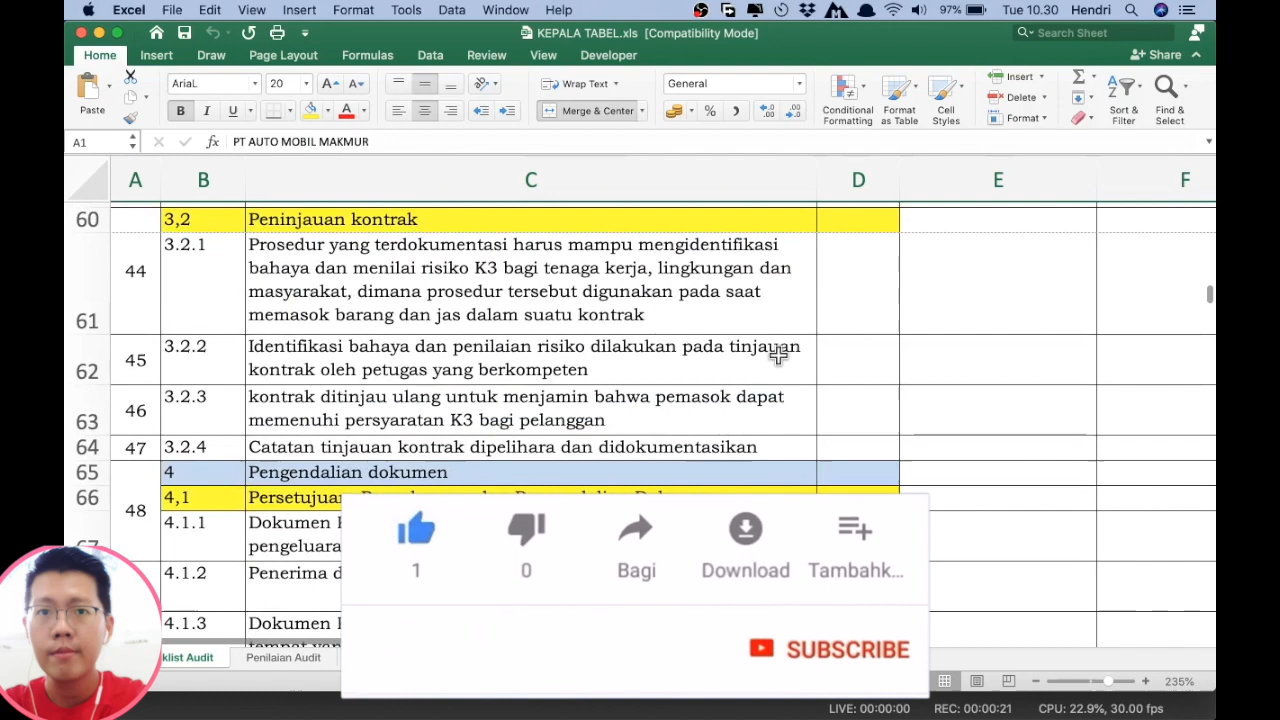 Excel File Edit View Insert Format Tools Data Window Help 97% Tue 10.30 Hendri
KEPALA TABEL.xls [Compatibility Mode] Search Sheet
Home Insert Draw Page Layout Formulas Data Review View Developer Share
Paste ArialL 20 A A Wrap Text General Insert
B I U A Merge & Center % Conditional Formatting Format as Table Cell Styles Delete Format Sort & Filter Find & Select
A1 fx PT AUTO MOBIL MAKMUR
A B C D E F
60 3,2 Peninjauan kontrak
61 44 3.2.1 Prosedur yang terdokumentasi harus mampu mengidentifikasi
bahaya dan menilai risiko K3 bagi tenaga kerja, lingkungan dan
masyarakat, dimana prosedur tersebut digunakan pada saat
memasok barang dan jas dalam suatu kontrak
62 45 3.2.2 Identifikasi bahaya dan penilaian risiko dilakukan pada tinjauan
kontrak oleh petugas yang berkompeten
63 46 3.2.3 kontrak ditinjau ulang untuk menjamin bahwa pemasok dapat
memenuhi persyaratan K3 bagi pelanggan
64 47 3.2.4 Catatan tinjauan kontrak dipelihara dan didokumentasikan
65 4 Pengendalian dokumen
66 48 4,1 Persetujuan
4.1.1 Dokumen
pengeluara
4.1.2 Penerima d
4.1.3 Dokumen
1 0 Bagi Download Tambahk...
SUBSCRIBE
klist Audit Penilaian Audit
235%
LIVE: 00:00:00 REC: 00:00:21 CPU: 22.9%, 30.00 fps